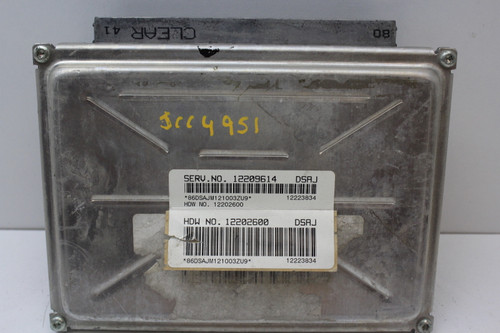 CLEAR 41
80
JCC4951
SERV.NO. 12209614 DSAJ
*86DSAJM121003ZU9* 12223834
HDW NO. 12202600
HDW NO. 12202600 DSAJ
*86DSAJM121003ZU9* 12223834